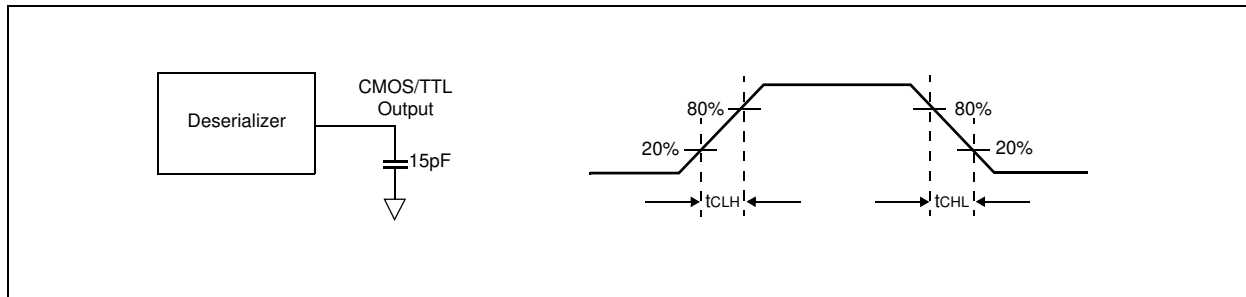 Deserializer
CMOS/TTL
Output
15pF
80%
20%
80%
20%
tCLH
tCHL